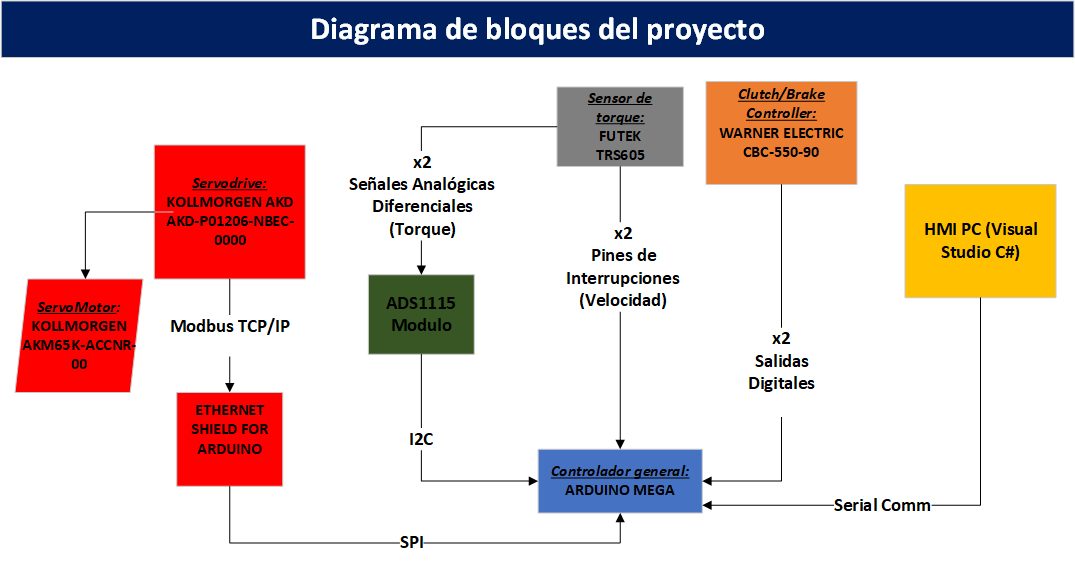 Diagrama de bloques del proyecto
Servodrive:
KOLLMORGEN AKD
AKD-P01206-NBEC-
0000
ServoMotor:
KOLLMORGEN
AKM65K-ACCNR-
00
Modbus TCP/IP
ETHERNET
SHIELD FOR
ARDUINO
SPI
x2
Señales Analógicas
Diferenciales
(Torque)
ADS1115
Modulo
I2C
Sensor de
torque:
FUTEK
TRS605
x2
Pines de
Interrupciones
(Velocidad)
Controlador general:
ARDUINO MEGA
Clutch/Brake
Controller:
WARNER ELECTRIC
CBC-550-90
x2
Salidas
Digitales
HMI PC (Visual
Studio C#)
Serial Comm